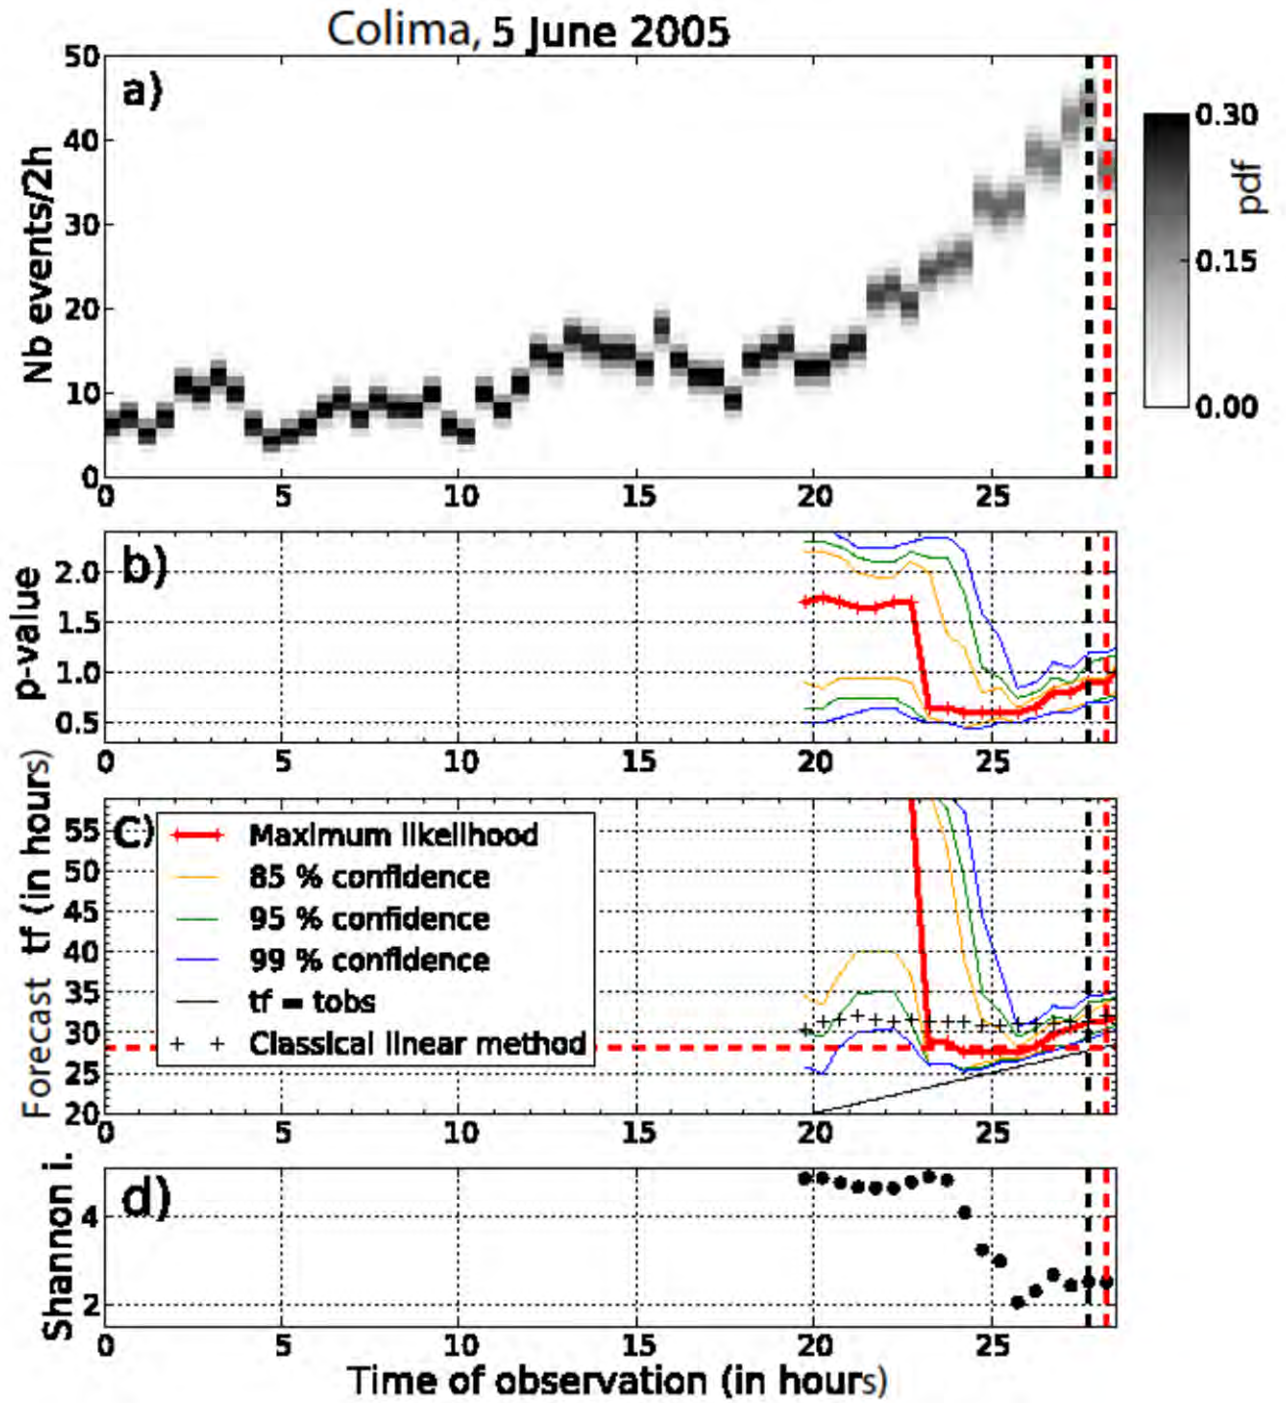 Colima, 5 June 2005
a)
Nb events/2h
50
40
30
20
10
0
0 5 10 15 20 25
0.30
0.15
0.00
pdf
b)
p-value
2.0
1.5
1.0
0.5
0 5 10 15 20 25
c)
Forecast tf (in hours)
55
50
45
40
35
30
25
20
Maximum likelihood
85 % confidence
95 % confidence
99 % confidence
tf = tobs
Classical linear method
0 5 10 15 20 25
d)
Shannon i.
4
2
0 5 10 15 20 25
Time of observation (in hours)